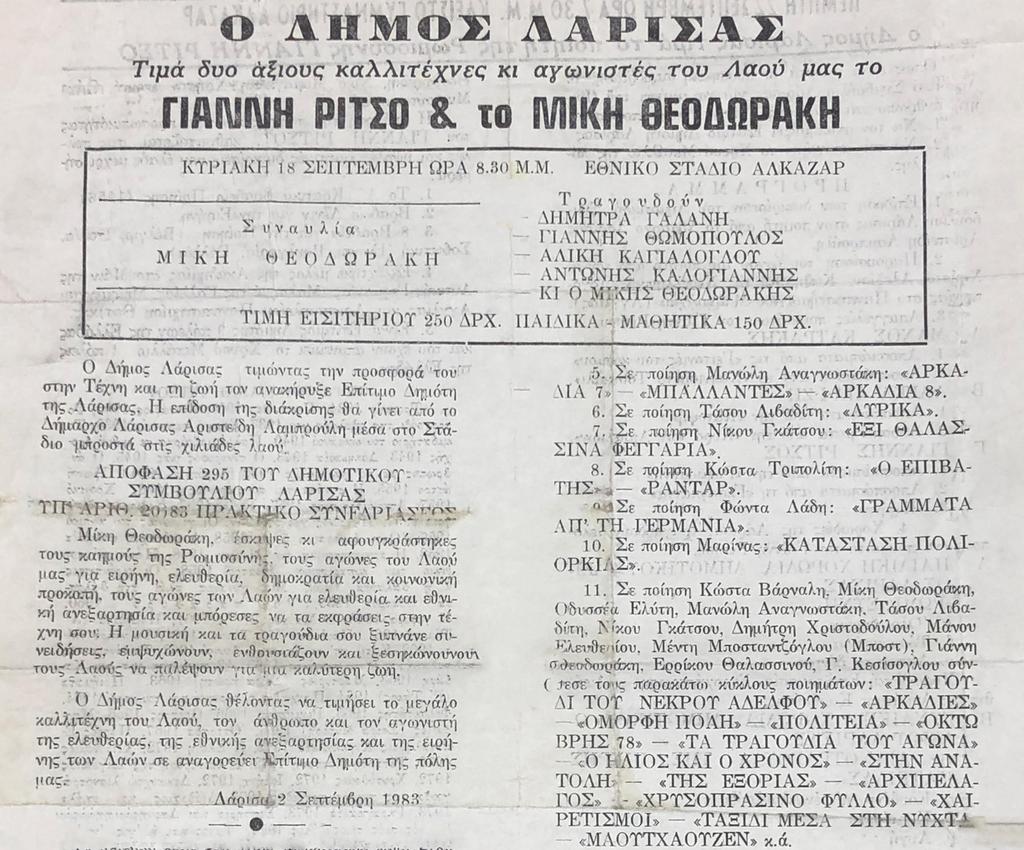 Ο ΔΗΜΟΣ ΛΑΡΙΣΑΣ
Τιμά δυο άξιους καλλιτέχνες κι αγωνιστές του Λαού μας το
ΓΙΑΝΝΗ ΡΙΤΣΟ & το ΜΙΚΗ ΘΕΟΔΩΡΑΚΗ
ΚΥΡΙΑΚΗ 18 ΣΕΠΤΕΜΒΡΗ ΩΡΑ 8.30 Μ.Μ. ΕΘΝΙΚΟ ΣΤΑΔΙΟ ΑΛΚΑΖΑΡ
Συναυλία
ΜΙΚΗ ΘΕΟΔΩΡΑΚΗ
Τραγουδούν
— ΔΗΜΗΤΡΑ ΓΑΛΑΝΗ
— ΓΙΑΝΝΗΣ ΘΩΜΟΠΟΥΛΟΣ
— ΑΛΙΚΗ ΚΑΓΙΑΛΟΓΛΟΥ
— ΑΝΤΩΝΗΣ ΚΑΛΟΓΙΑΝΝΗΣ
— ΚΙ Ο ΜΙΚΗΣ ΘΕΟΔΩΡΑΚΗΣ
ΤΙΜΗ ΕΙΣΙΤΗΡΙΟΥ 250 ΔΡΧ. ΠΑΙΔΙΚΑ - ΜΑΘΗΤΙΚΑ 150 ΔΡΧ.
Ο Δήμος Λάρισας τιμώντας την προσφορά του
στην Τέχνη και τη ζωή τον ανακήρυξε Επίτιμο Δημότη
της Λάρισας. Η επίδοση της διάκρισης θα γίνει από το
Δήμαρχο Λάρισας Αριστείδη Λαμπρούλη μέσα στο Στά-
διο μπροστά στις χιλιάδες λαού.
ΑΠΟΦΑΣΗ 295 ΤΟΥ ΔΗΜΟΤΙΚΟΥ
ΣΥΜΒΟΥΛΙΟΥ ΛΑΡΙΣΑΣ
ΥΠ' ΑΡΙΘ. 20)83 ΠΡΑΚΤΙΚΟ ΣΥΝΕΔΡΙΑΣΕΩΣ
Μίκη Θεοδωράκη, έσκυψες κι αφουγκράστηκες
τους καημούς της Ρωμιοσύνης, τους αγώνες του Λαού
μας για ειρήνη, ελευθερία, δημοκρατία και κοινωνική
προκοπή, τους αγώνες των Λαών για ελευθερία και εθνι-
κή ανεξαρτησία και μπόρεσες να τα εκφράσεις στην τέ-
χνη σου. Η μουσική και τα τραγούδια σου ξυπνάνε συ-
νειδήσεις, εμψυχώνουν, ενθουσιάζουν και ξεσηκώνουνουν
τους Λαούς να παλέψουν για μια καλύτερη ζωή.
Ο Δήμος Λάρισας θέλοντας να τιμήσει το μεγάλο
καλλιτέχνη του Λαού, τον άνθρωπο και τον αγωνιστή
της ελευθερίας, της εθνικής ανεξαρτησίας και της ειρή-
νης των Λαών σε αναγορεύει Επίτιμο Δημότη της πόλης
μας.
Λάρισα 2 Σεπτέμβρη 1983
5. Σε ποίηση Μανώλη Αναγνωστάκη: «ΑΡΚΑ-
ΔΙΑ 7» — «ΜΠΑΛΛΑΝΤΕΣ» — «ΑΡΚΑΔΙΑ 8».
6. Σε ποίηση Τάσου Λιβαδίτη: «ΛΥΡΙΚΑ».
7. Σε ποίηση Νίκου Γκάτσου: «ΕΞΙ ΘΑΛΑΣ-
ΣΙΝΑ ΦΕΓΓΑΡΙΑ».
8. Σε ποίηση Κώστα Τριπολίτη: «Ο ΕΠΙΒΑ-
ΤΗΣ» — «ΡΑΝΤΑΡ».
9. Σε ποίηση Φώντα Λάδη: «ΓΡΑΜΜΑΤΑ
ΑΠ' ΤΗ ΓΕΡΜΑΝΙΑ».
10. Σε ποίηση Μαρίνας: «ΚΑΤΑΣΤΑΣΗ ΠΟΛΙ-
ΟΡΚΙΑΣ».
11. Σε ποίηση Κώστα Βάρναλη, Μίκη Θεοδωράκη,
Οδυσσέα Ελύτη, Μανώλη Αναγνωστάκη, Τάσου Λιβα-
δίτη, Νίκου Γκάτσου, Δημήτρη Χριστοδούλου, Μάνου
Ελευθερίου, Μέντη Μποσταντζόγλου (Μποστ), Γιάννη
Θεοδωράκη, Ερρίκου Θαλασσινού, Γ. Κεσίσογλου σύν-
θεσε τους παρακάτω κύκλους ποιημάτων: «ΤΡΑΓΟΥ-
ΔΙ ΤΟΥ ΝΕΚΡΟΥ ΑΔΕΛΦΟΥ» — «ΑΡΚΑΔΙΕΣ»
— «ΟΜΟΡΦΗ ΠΟΛΗ» — «ΠΟΛΙΤΕΙΑ» — «ΟΚΤΩ
ΒΡΗΣ 78» — «ΤΑ ΤΡΑΓΟΥΔΙΑ ΤΟΥ ΑΓΩΝΑ»
— «Ο ΗΛΙΟΣ ΚΑΙ Ο ΧΡΟΝΟΣ» — «ΣΤΗΝ ΑΝΑ-
ΤΟΛΗ» — «ΤΗΣ ΕΞΟΡΙΑΣ» — «ΑΡΧΙΠΕΛΑ-
ΓΟΣ» — «ΧΡΥΣΟΠΡΑΣΙΝΟ ΦΥΛΛΟ» — «ΧΑΙ-
ΡΕΤΙΣΜΟΙ» — «ΤΑΞΙΔΙ ΜΕΣΑ ΣΤΗ ΝΥΧΤΑ
— «ΜΑΟΥΤΧΑΟΥΖΕΝ» κ.ά.